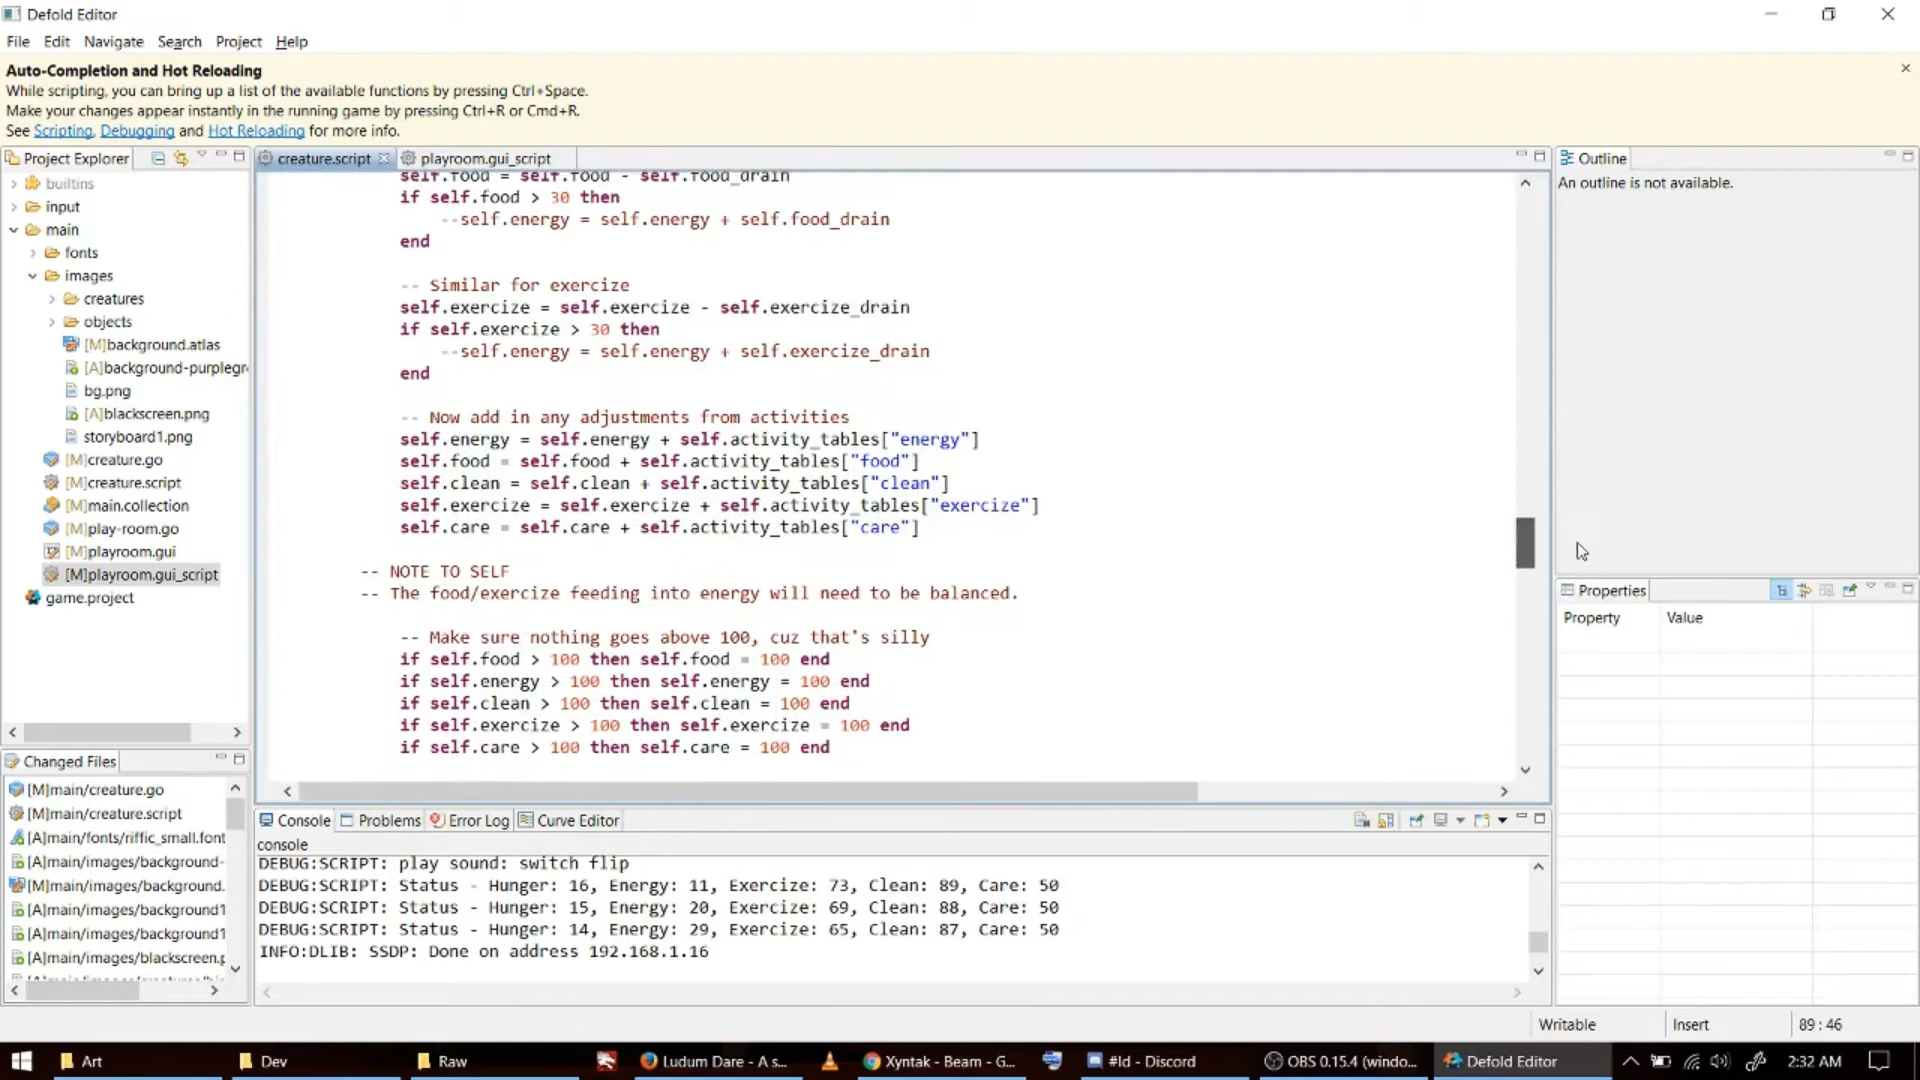 Defold Editor
File Edit Navigate Search Project Help
Auto-Completion and Hot Reloading
While scripting, you can bring up a list of the available functions by pressing Ctrl+Space.
Make your changes appear instantly in the running game by pressing Ctrl+R or Cmd+R.
See Scripting, Debugging and Hot Reloading for more info.
Project Explorer
builtins
input
main
fonts
images
creatures
objects
[M]background.atlas
[A]background-purplegr
bg.png
[A]blackscreen.png
storyboard1.png
[M]creature.go
[M]creature.script
[M]main.collection
[M]play-room.go
[M]playroom.gui
[M]playroom.gui_script
game.project
Changed Files
[M]main/creature.go
[M]main/creature.script
[A]main/fonts/riffic_small.font
[A]main/images/background-
[M]main/images/background.
[A]main/images/background1
[A]main/images/background1
[A]main/images/blackscreen.p
creature.script playroom.gui_script
self.food = self.food - self.food_drain
if self.food > 30 then
--self.energy = self.energy + self.food_drain
end
-- Similar for exercize
self.exercize = self.exercize - self.exercize_drain
if self.exercize > 30 then
--self.energy = self.energy + self.exercize_drain
end
-- Now add in any adjustments from activities
self.energy = self.energy + self.activity_tables["energy"]
self.food = self.food + self.activity_tables["food"]
self.clean = self.clean + self.activity_tables["clean"]
self.exercize = self.exercize + self.activity_tables["exercize"]
self.care = self.care + self.activity_tables["care"]
-- NOTE TO SELF
-- The food/exercize feeding into energy will need to be balanced.
-- Make sure nothing goes above 100, cuz that's silly
if self.food > 100 then self.food = 100 end
if self.energy > 100 then self.energy = 100 end
if self.clean > 100 then self.clean = 100 end
if self.exercize > 100 then self.exercize = 100 end
if self.care > 100 then self.care = 100 end
Console Problems Error Log Curve Editor
console
DEBUG:SCRIPT: play sound: switch flip
DEBUG:SCRIPT: Status - Hunger: 16, Energy: 11, Exercize: 73, Clean: 89, Care: 50
DEBUG:SCRIPT: Status - Hunger: 15, Energy: 20, Exercize: 69, Clean: 88, Care: 50
DEBUG:SCRIPT: Status - Hunger: 14, Energy: 29, Exercize: 65, Clean: 87, Care: 50
INFO:DLIB: SSDP: Done on address 192.168.1.16
Outline
An outline is not available.
Properties
Property Value
Writable Insert 89 : 46
Art Dev Raw Ludum Dare - A s... Xyntak - Beam - G... #ld - Discord OBS 0.15.4 (windo... Defold Editor 2:32 AM